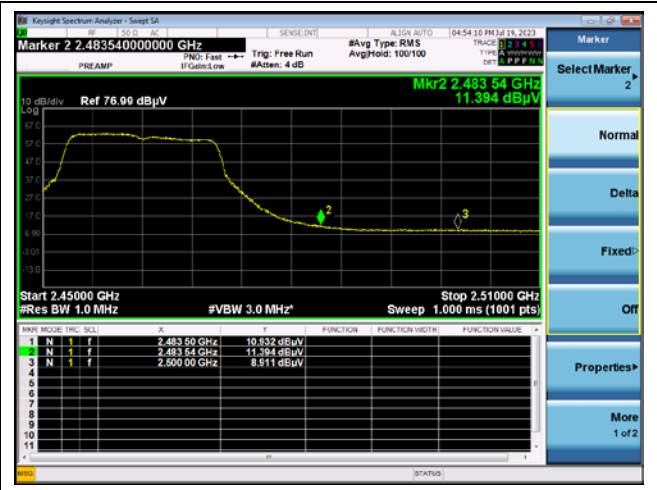 Keysight Spectrum Analyzer - Swept SA
RF 50 Ω AC SENSE:INT ALIGN AUTO 04:54:10 PM Jul 19, 2023
Marker 2 2.483540000000 GHz
PREAMP
PNO: Fast
IFGain:Low
Trig: Free Run
#Atten: 4 dB
#Avg Type: RMS
Avg|Hold: 100/100
TRACE 1 2 3 4 5 6
TYPE A WWWWW
DET A P P P N N
Mkr2 2.483 54 GHz
11.394 dBµV
10 dB/div Ref 76.99 dBµV
Log
67.0
57.0
47.0
37.0
27.0
17.0
6.99
-3.01
-13.0
2
3
Start 2.45000 GHz Stop 2.51000 GHz
#Res BW 1.0 MHz #VBW 3.0 MHz* Sweep 1.000 ms (1001 pts)
MKR MODE TRC SCL X Y FUNCTION FUNCTION WIDTH FUNCTION VALUE
1 N 1 f 2.483 50 GHz 10.932 dBµV
2 N 1 f 2.483 54 GHz 11.394 dBµV
3 N 1 f 2.500 00 GHz 8.911 dBµV
4
5
6
7
8
9
10
11
MSG STATUS
Marker
Select Marker
2
Normal
Delta
Fixed
Off
Properties
More
1 of 2